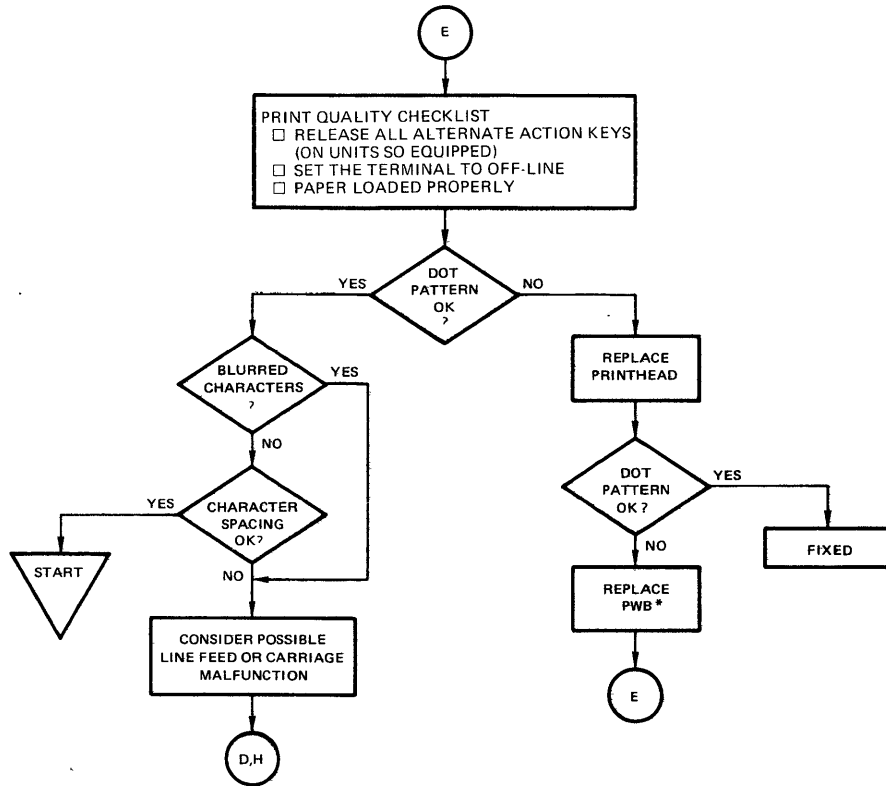 E
PRINT QUALITY CHECKLIST
☐ RELEASE ALL ALTERNATE ACTION KEYS
(ON UNITS SO EQUIPPED)
☐ SET THE TERMINAL TO OFF-LINE
☐ PAPER LOADED PROPERLY
DOT
PATTERN
OK
?
YES
NO
BLURRED
CHARACTERS
?
YES
NO
CHARACTER
SPACING
OK?
YES
NO
START
CONSIDER POSSIBLE
LINE FEED OR CARRIAGE
MALFUNCTION
D,H
REPLACE
PRINTHEAD
DOT
PATTERN
OK?
YES
NO
FIXED
REPLACE
PWB*
E